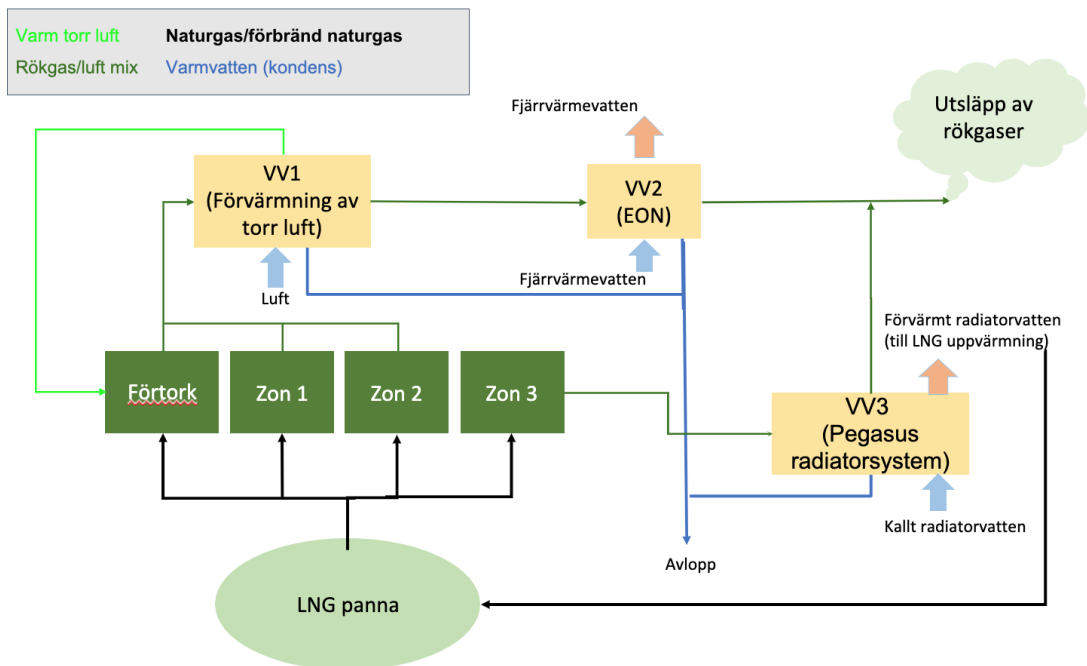 Varm torr luft
Naturgas/förbränd naturgas
Rökgas/luft mix
Varmvatten (kondens)
Utsläpp av
rökgaser
Fjärrvärmevatten
VV1
(Förvärmning av
torr luft)
VV2
(EON)
Fjärrvärmevatten
Luft
Förvärmt radiatorvatten
(till LNG uppvärmning)
Förtork
Zon 1
Zon 2
Zon 3
VV3
(Pegasus
radiatorsystem)
Kallt radiatorvatten
Avlopp
LNG panna